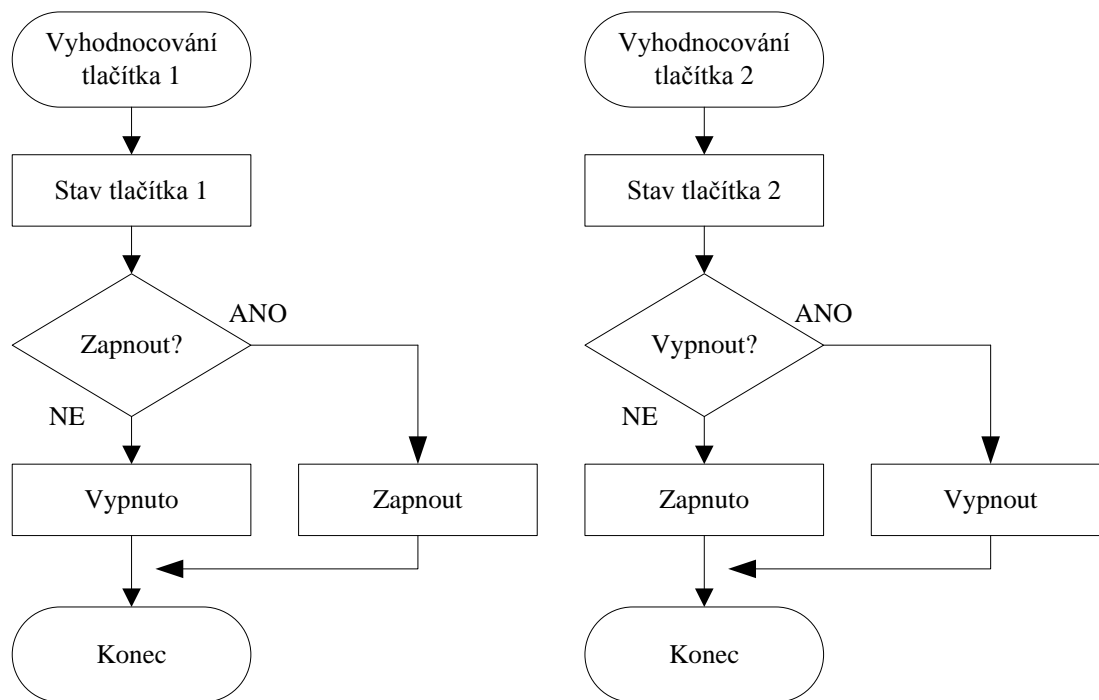 Vyhodnocování
tlačítka 1
Stav tlačítka 1
Zapnout?
ANO
NE
Vypnuto
Zapnout
Konec
Vyhodnocování
tlačítka 2
Stav tlačítka 2
Vypnout?
ANO
NE
Zapnuto
Vypnout
Konec